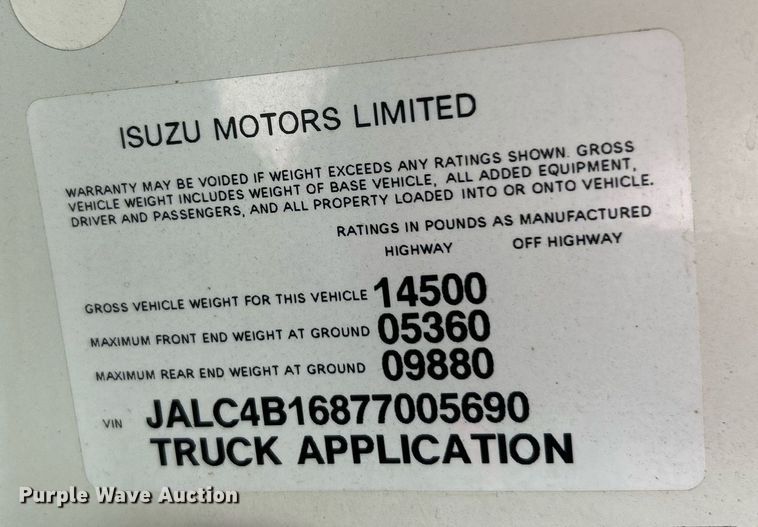 ISUZU MOTORS LIMITED
WARRANTY MAY BE VOIDED IF WEIGHT EXCEEDS ANY RATINGS SHOWN. GROSS
VEHICLE WEIGHT INCLUDES WEIGHT OF BASE VEHICLE, ALL ADDED EQUIPMENT,
DRIVER AND PASSENGERS, AND ALL PROPERTY LOADED INTO OR ONTO VEHICLE.
RATINGS IN POUNDS AS MANUFACTURED
HIGHWAY OFF HIGHWAY
GROSS VEHICLE WEIGHT FOR THIS VEHICLE 14500
MAXIMUM FRONT END WEIGHT AT GROUND 05360
MAXIMUM REAR END WEIGHT AT GROUND 09880
VIN JALC4B16877005690
TRUCK APPLICATION
Purple Wave Auction